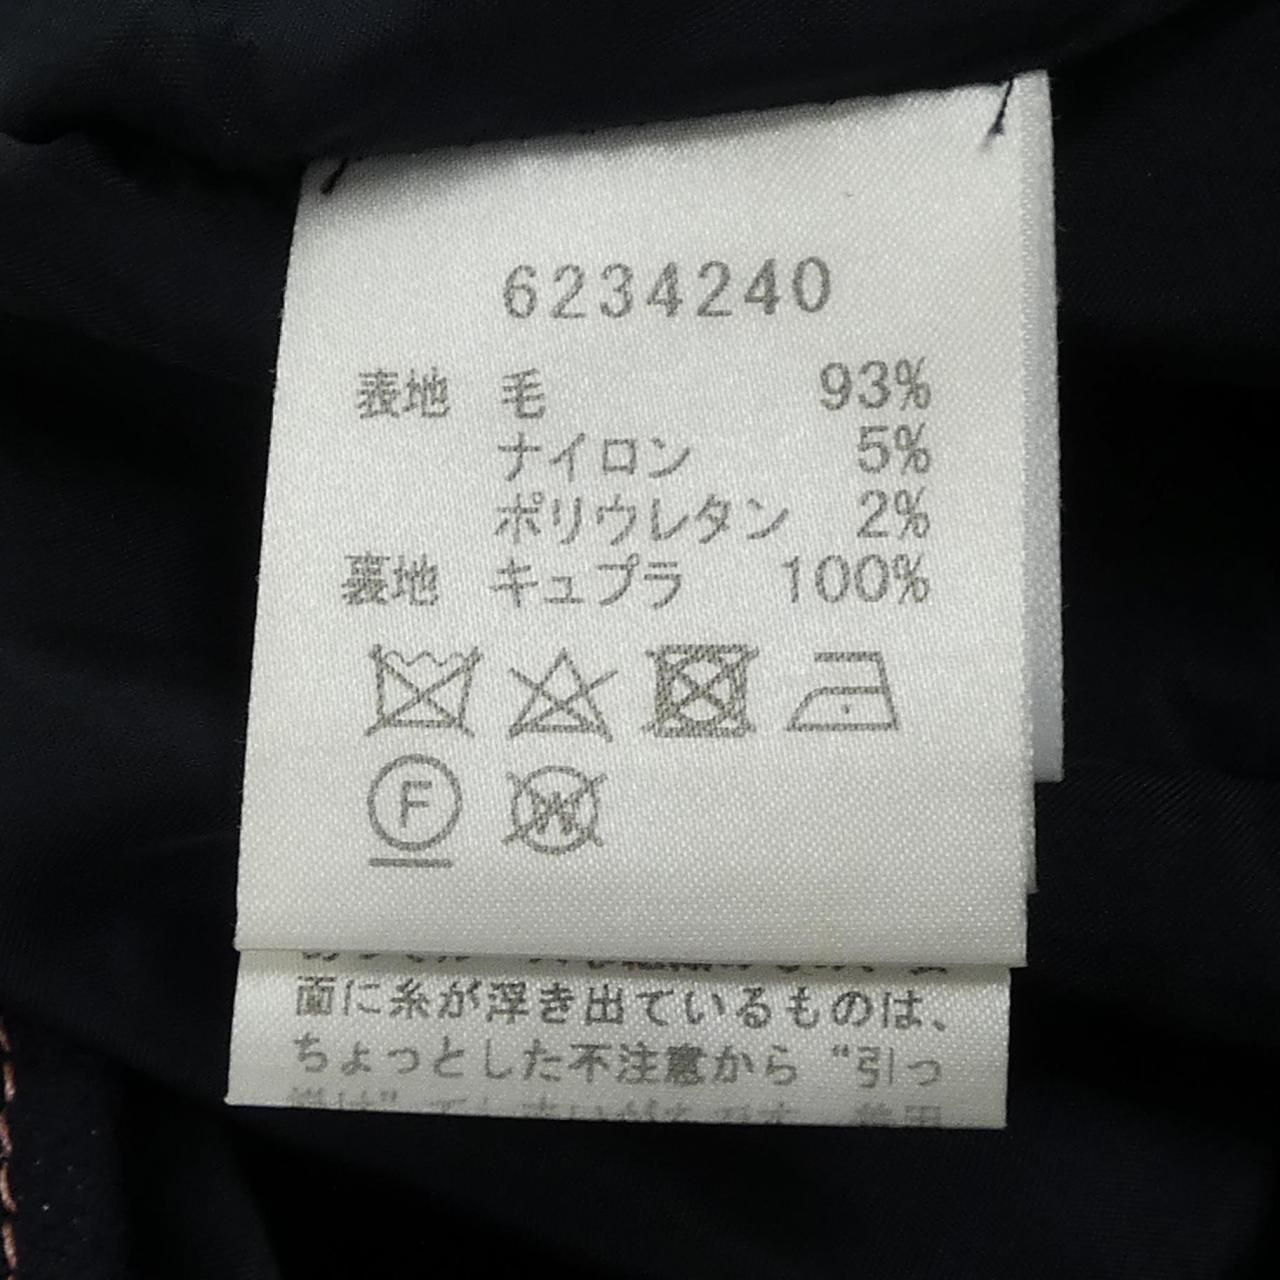 6234240
表地 毛 93%
ナイロン 5%
ポリウレタン 2%
裏地 キュプラ 100%
F
W
面に糸が浮き出ているものは、
ちょっとした不注意から“引っ